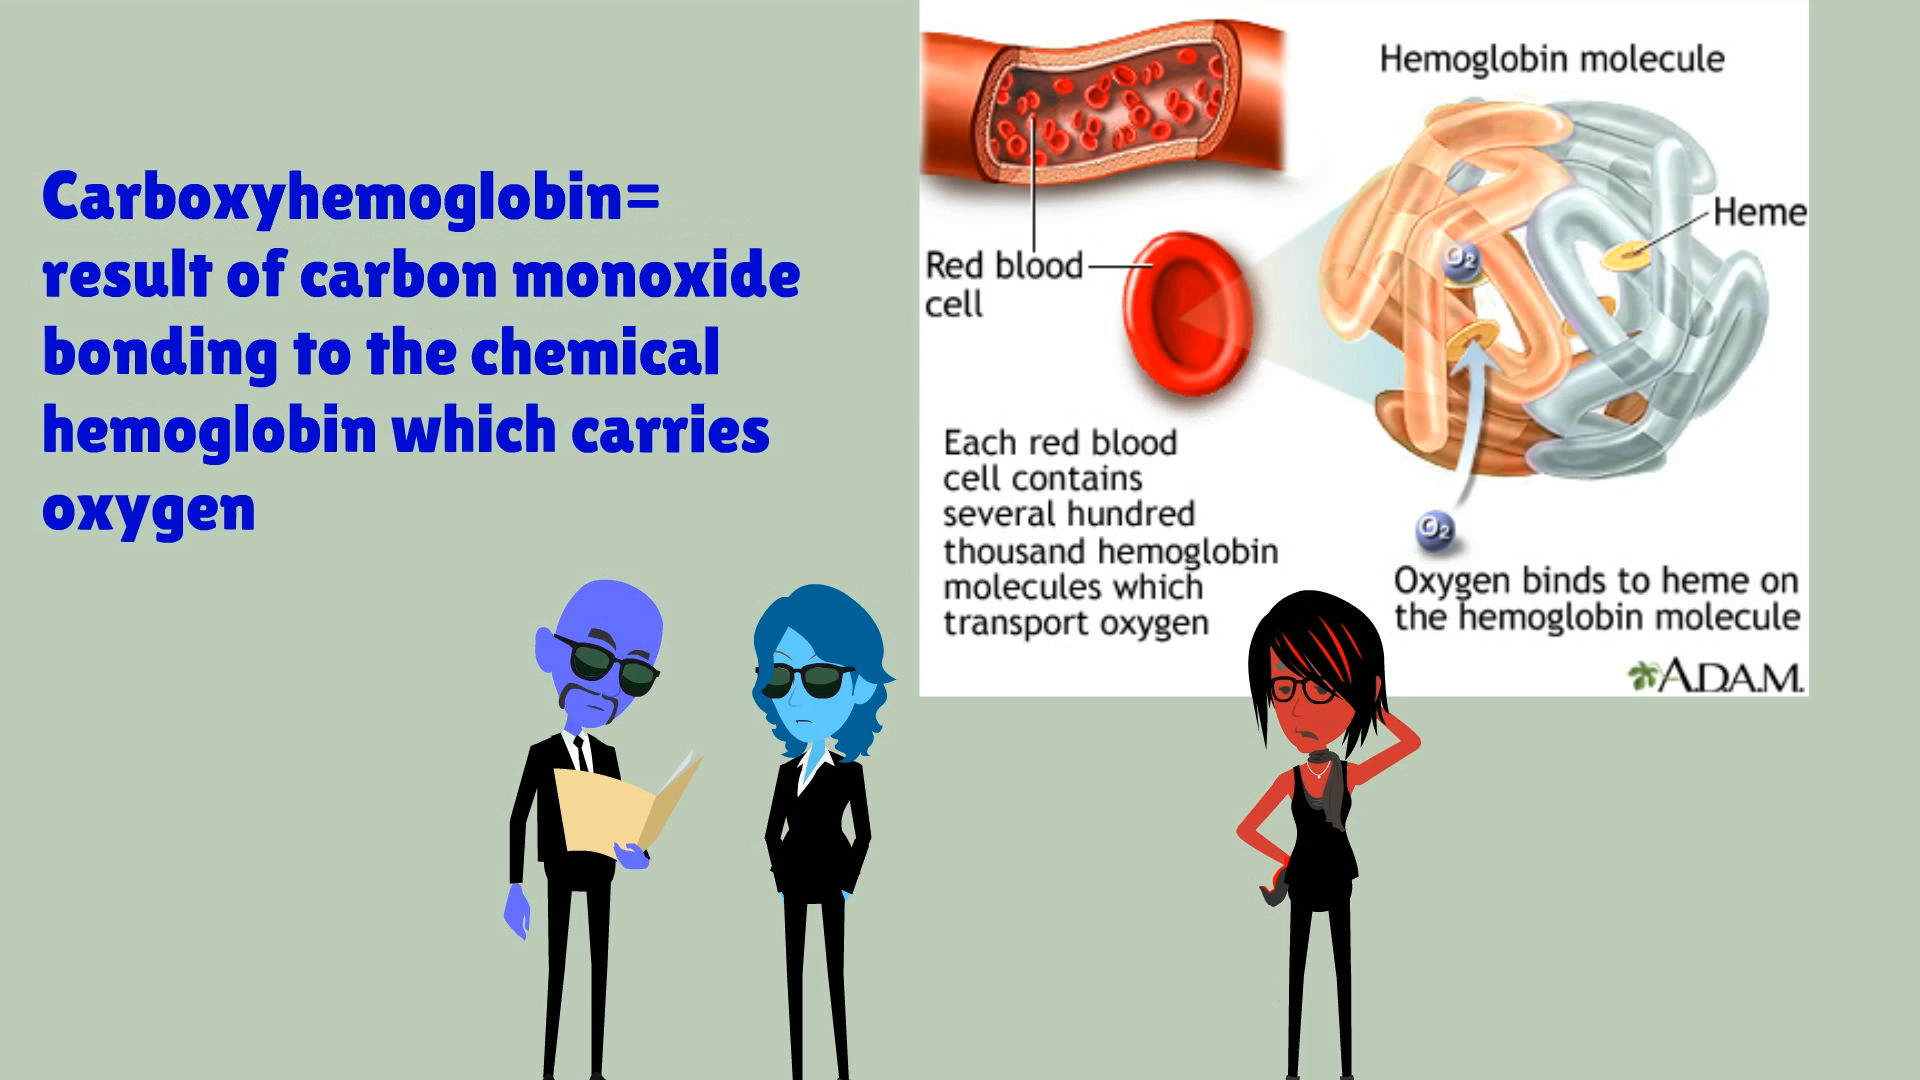 Carboxyhemoglobin=
result of carbon monoxide
bonding to the chemical
hemoglobin which carries
oxygen
Hemoglobin molecule
Heme
Red blood
cell
O₂
Each red blood
cell contains
several hundred
thousand hemoglobin
molecules which
transport oxygen
O₂
Oxygen binds to heme on
the hemoglobin molecule
A.D.A.M.